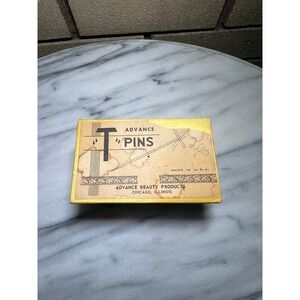 ADVANCE
"T" PINS
MADE IN U.S.A.
ADVANCE BEAUTY PRODUCTS
CHICAGO, ILLINOIS